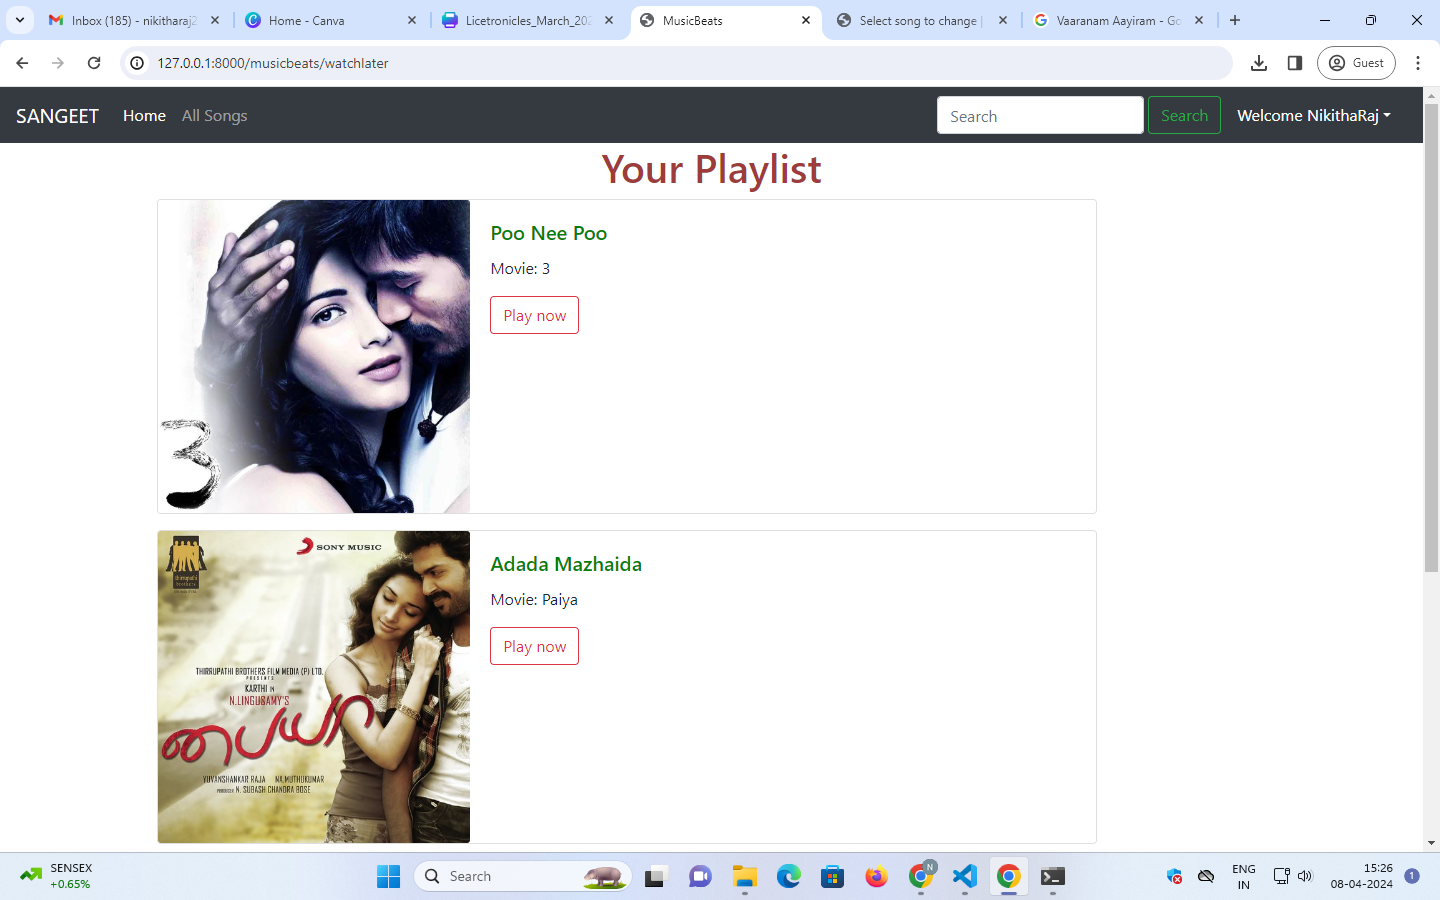 Inbox (185) - nikitharaj2
Home - Canva
Licetronicles_March_202
MusicBeats
Select song to change |
Vaaranam Aayiram - Go
127.0.0.1:8000/musicbeats/watchlater
Guest
SANGEET
Home
All Songs
Search
Search
Welcome NikithaRaj
Your Playlist
3
Poo Nee Poo
Movie: 3
Play now
thirrupathi
brothers
SONY MUSIC
THIRRUPATHI BROTHERS FILM MEDIA (P) LTD.
PRESENTS
KARTHI IN
N.LINGUSAMY'S
பையா
YUVANSHANKAR RAJA NA.MUTHUKUMAR
PRODUCER N. SUBASH CHANDRA BOSE
Adada Mazhaida
Movie: Paiya
Play now
SENSEX
+0.65%
Search
N
ENG
IN
15:26
08-04-2024
1